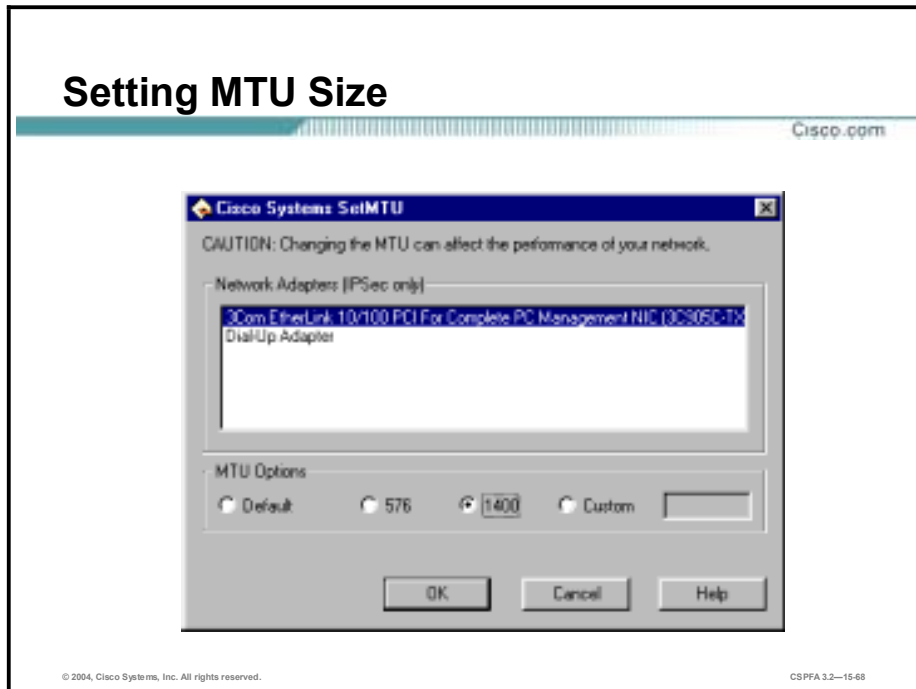 Setting MTU Size
Cisco.com
Cisco Systems SetMTU
CAUTION: Changing the MTU can affect the performance of your network.
Network Adapters (IPSec only)
3Com EtherLink 10/100 PCI For Complete PC Management NIC (3C905C-TX
Dial-Up Adapter
MTU Options
Default 576 1400 Custom
OK Cancel Help
© 2004, Cisco Systems, Inc. All rights reserved. CSPFA 3.2—15-68